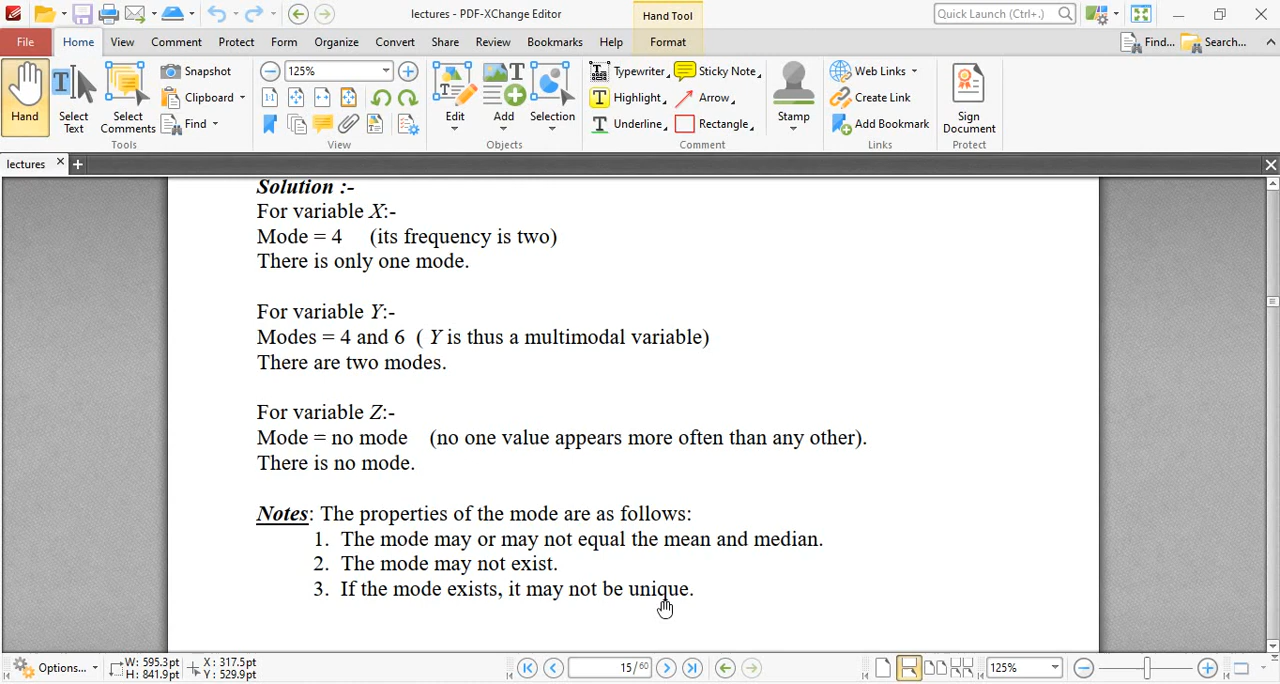 lectures - PDF-XChange Editor
Hand Tool
Quick Launch (Ctrl+.)
File
Home
View
Comment
Protect
Form
Organize
Convert
Share
Review
Bookmarks
Help
Format
Find...
Search...
Hand
Select Text
Select Comments
Snapshot
Clipboard
Find
Tools
125%
View
Edit
Add
Selection
Objects
Typewriter
Highlight
Underline
Sticky Note
Arrow
Rectangle
Stamp
Comment
Web Links
Create Link
Add Bookmark
Links
Sign Document
Protect
lectures
Solution :-
For variable X:-
Mode = 4 (its frequency is two)
There is only one mode.
For variable Y:-
Modes = 4 and 6 ( Y is thus a multimodal variable)
There are two modes.
For variable Z:-
Mode = no mode (no one value appears more often than any other).
There is no mode.
Notes: The properties of the mode are as follows:
1. The mode may or may not equal the mean and median.
2. The mode may not exist.
3. If the mode exists, it may not be unique.
Options...
W: 595.3pt
H: 841.9pt
X: 317.5pt
Y: 529.9pt
15/60
125%